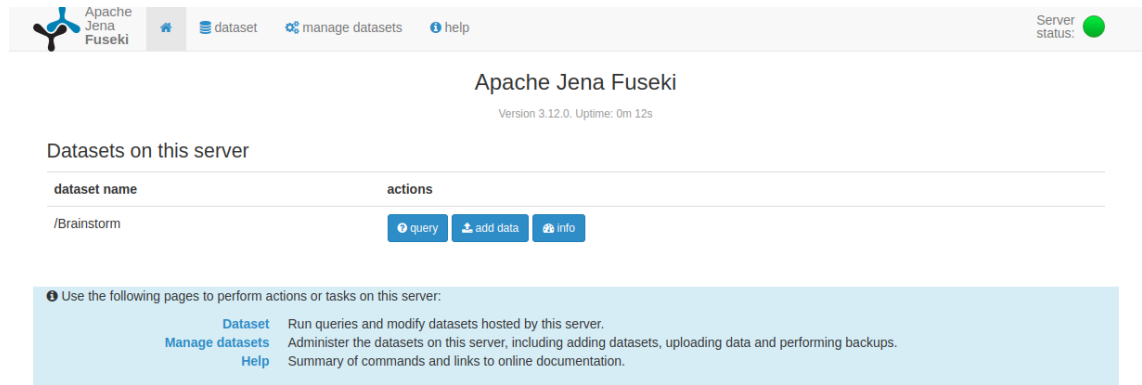 Apache
Jena
Fuseki
dataset
manage datasets
help
Server
status:
Apache Jena Fuseki
Version 3.12.0. Uptime: 0m 12s
Datasets on this server
dataset name actions
/Brainstorm query add data info
Use the following pages to perform actions or tasks on this server:
Dataset Run queries and modify datasets hosted by this server.
Manage datasets Administer the datasets on this server, including adding datasets, uploading data and performing backups.
Help Summary of commands and links to online documentation.